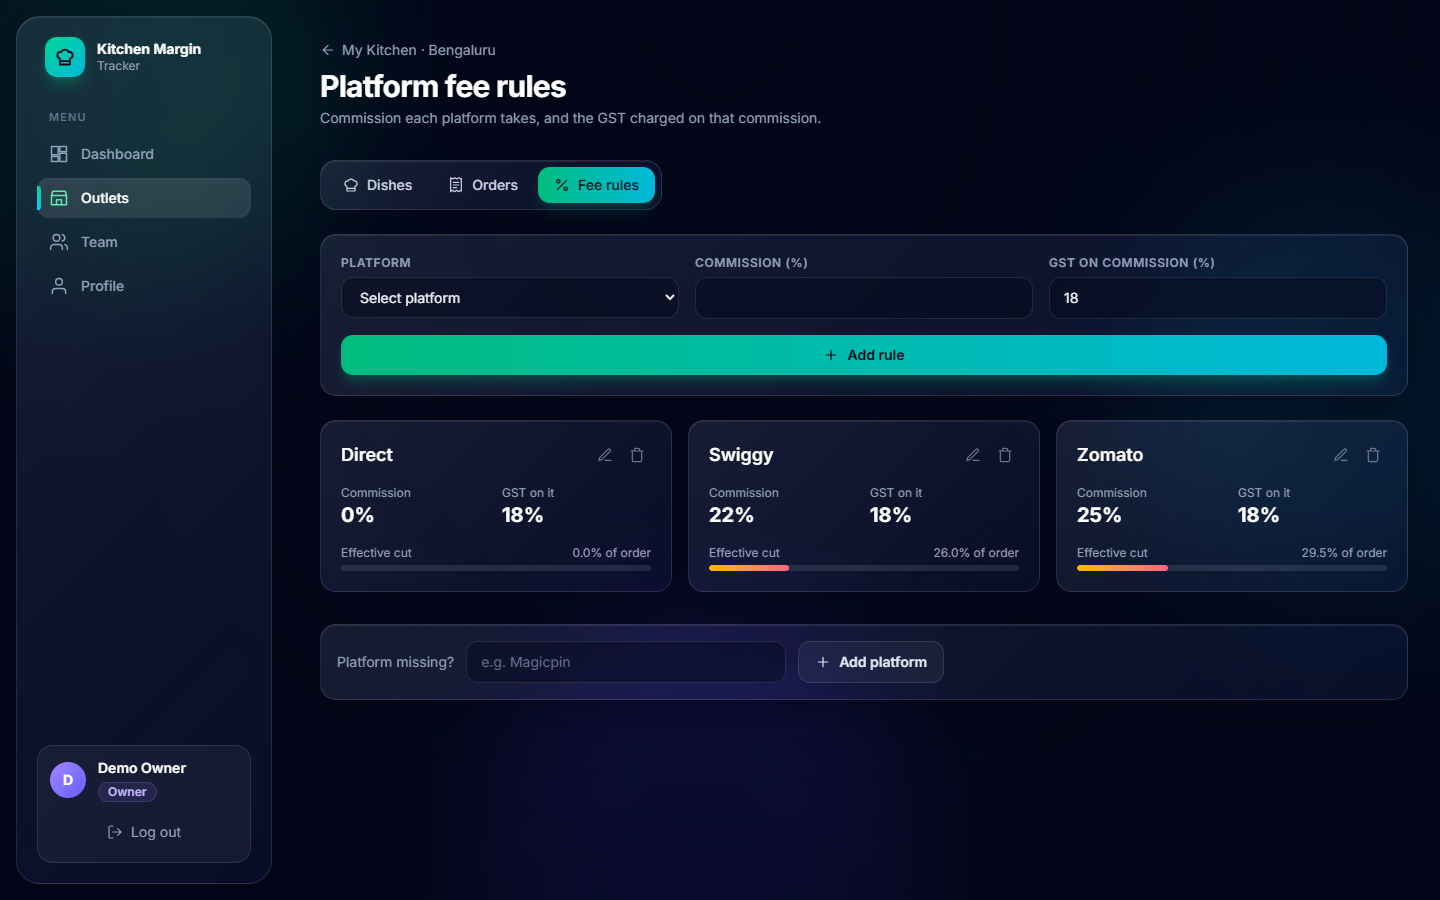 Kitchen Margin
Tracker
MENU
Dashboard
Outlets
Team
Profile
Demo Owner
D
Owner
Log out
My Kitchen · Bengaluru
Platform fee rules
Commission each platform takes, and the GST charged on that commission.
Dishes Orders Fee rules
PLATFORM COMMISSION (%) GST ON COMMISSION (%)
Select platform 18
Add rule
Direct
Commission GST on it
0% 18%
Effective cut 0.0% of order
Swiggy
Commission GST on it
22% 18%
Effective cut 26.0% of order
Zomato
Commission GST on it
25% 18%
Effective cut 29.5% of order
Platform missing? e.g. Magicpin Add platform